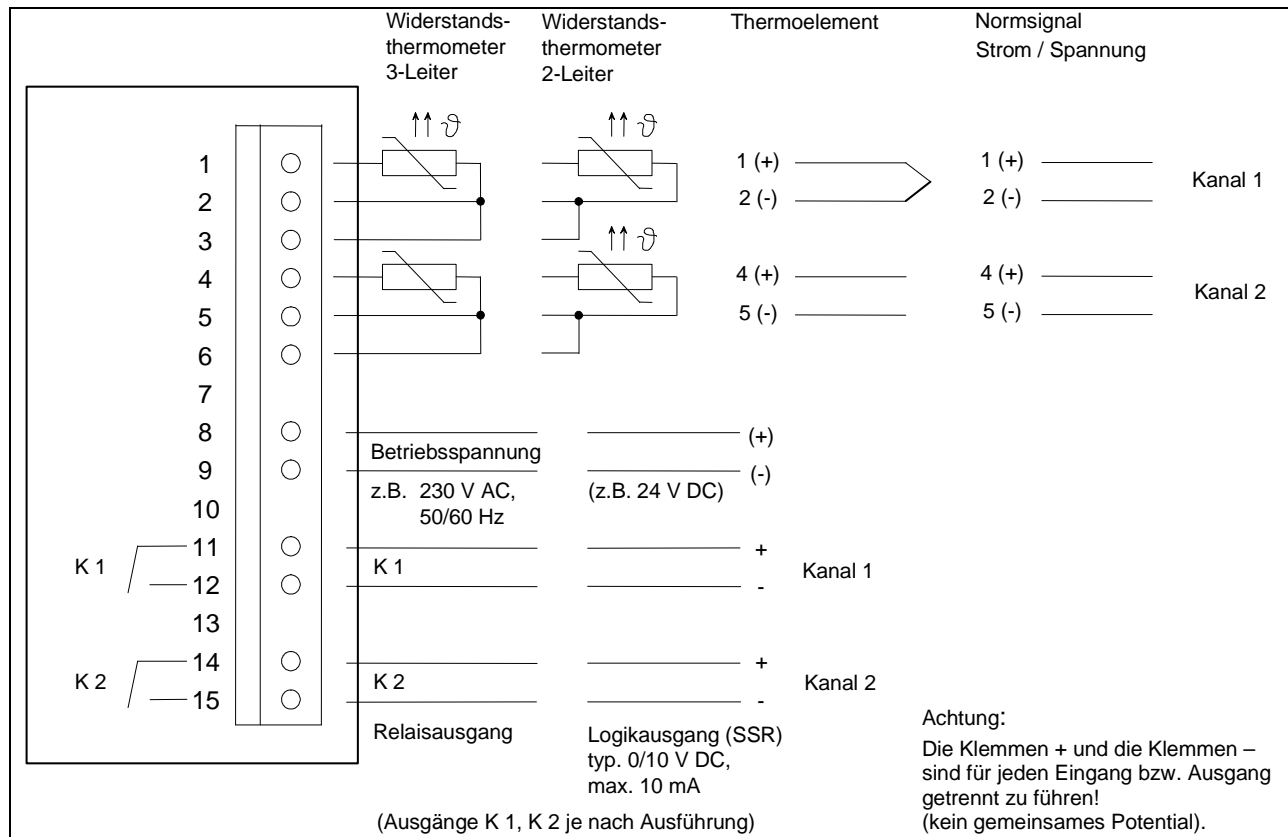 Widerstands-
thermometer
3-Leiter
Widerstands-
thermometer
2-Leiter
Thermoelement
Normsignal
Strom / Spannung
ϑ
ϑ
1
1 (+)
1 (+)
Kanal 1
2
2 (-)
2 (-)
3
ϑ
4
4 (+)
4 (+)
Kanal 2
5
5 (-)
5 (-)
6
7
8
(+)
Betriebsspannung
9
(-)
z.B. 230 V AC,
50/60 Hz
(z.B. 24 V DC)
10
K 1
11
K 1
+
Kanal 1
12
-
13
K 2
14
K 2
+
Kanal 2
15
-
Relaisausgang
Logikausgang (SSR)
typ. 0/10 V DC,
max. 10 mA
(Ausgänge K 1, K 2 je nach Ausführung)
Achtung:
Die Klemmen + und die Klemmen –
sind für jeden Eingang bzw. Ausgang
getrennt zu führen!
(kein gemeinsames Potential).